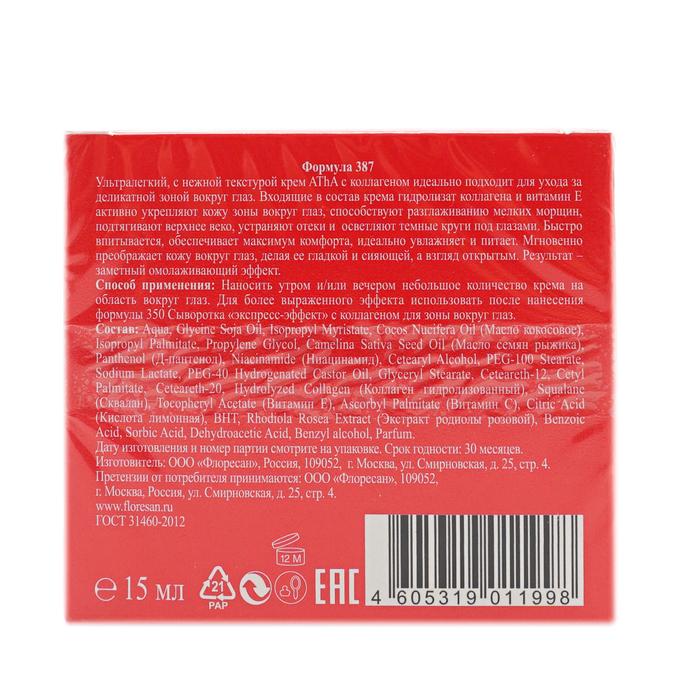 Формула 387
Ультралегкий, с нежной текстурой крем AThA с коллагеном идеально подходит для ухода за
деликатной зоной вокруг глаз. Входящие в состав крема гидролизат коллагена и витамин Е
активно укрепляют кожу зоны вокруг глаз, способствуют разглаживанию мелких морщин,
подтягивают верхнее веко, устраняют отеки и осветляют темные круги под глазами. Быстро
впитывается, обеспечивает максимум комфорта, идеально увлажняет и питает. Мгновенно
преображает кожу вокруг глаз, делая ее гладкой и сияющей, а взгляд открытым. Результат –
заметный омолаживающий эффект.
Способ применения: Наносить утром и/или вечером небольшое количество крема на
область вокруг глаз. Для более выраженного эффекта использовать после нанесения
формулы 350 Сыворотка «экспресс-эффект» с коллагеном для зоны вокруг глаз.
Состав: Aqua, Glycine Soja Oil, Isopropyl Myristate, Cocos Nucifera Oil (Масло кокосовое),
Isopropyl Palmitate, Propylene Glycol, Camelina Sativa Seed Oil (Масло семян рыжика),
Panthenol (Д-пантенол), Niacinamide (Ниацинамид), Cetearyl Alcohol, PEG-100 Stearate,
Sodium Lactate, PEG-40 Hydrogenated Castor Oil, Glyceryl Stearate, Ceteareth-12, Cetyl
Palmitate, Ceteareth-20, Hydrolyzed Collagen (Коллаген гидролизованный), Squalane
(Сквалан), Tocopheryl Acetate (Витамин Е), Ascorbyl Palmitate (Витамин С), Citric Acid
(Кислота лимонная), BHT, Rhodiola Rosea Extract (Экстракт родиолы розовой), Benzoic
Acid, Sorbic Acid, Dehydroacetic Acid, Benzyl alcohol, Parfum.
Дату изготовления и номер партии смотрите на упаковке. Срок годности: 30 месяцев.
Изготовитель: ООО «Флоресан», Россия, 109052, г. Москва, ул. Смирновская, д. 25, стр. 4.
Претензии от потребителя принимаются: ООО «Флоресан», 109052,
г. Москва, Россия, ул. Смирновская, д. 25, стр. 4.
www.floresan.ru
ГОСТ 31460-2012
12 M
℮ 15 мл
21
PAP
EAC
4 605319 011998